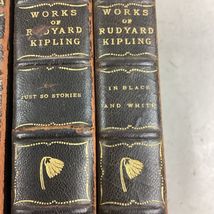 WORKS
OF
RUDYARD
KIPLING
JUST SO STORIES
WORKS
OF
RUDYARD
KIPLING
IN BLACK
AND WHITE